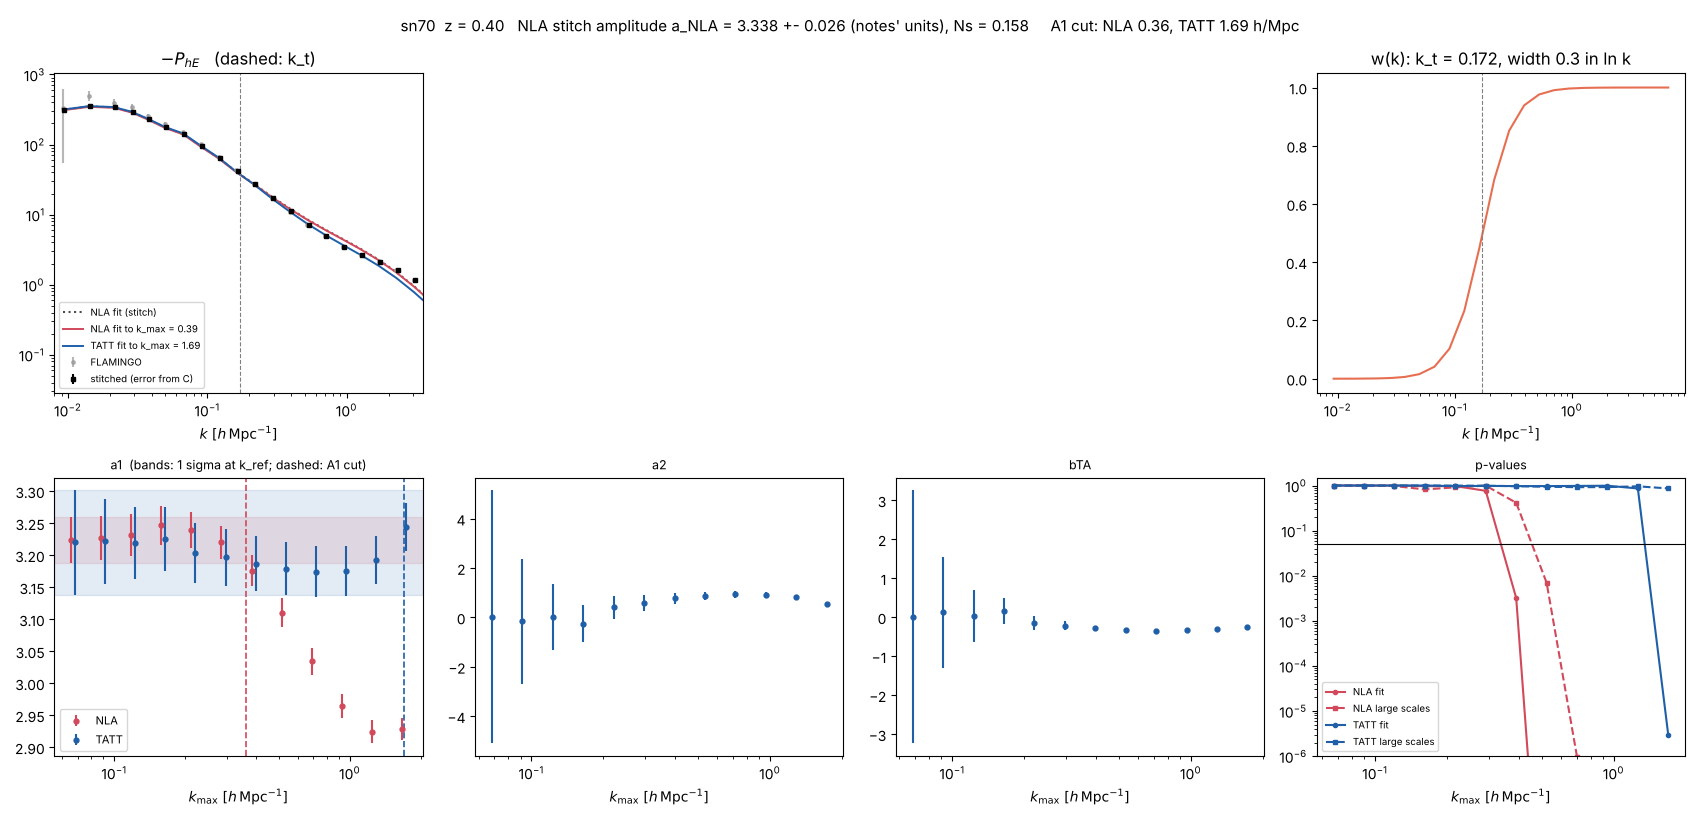 sn70  z = 0.40   NLA stitch amplitude a_NLA = 3.338 +- 0.026 (notes' units), Ns = 0.158     A1 cut: NLA 0.36, TATT 1.69 h/Mpc
−P_{hE}   (dashed: k_t)
10³
10²
10¹
10⁰
10⁻¹
NLA fit (stitch)
NLA fit to k_max = 0.39
TATT fit to k_max = 1.69
FLAMINGO
stitched (error from C)
10⁻² 10⁻¹ 10⁰
k [h Mpc⁻¹]
w(k): k_t = 0.172, width 0.3 in ln k
1.0
0.8
0.6
0.4
0.2
0.0
10⁻² 10⁻¹ 10⁰
k [h Mpc⁻¹]
a1  (bands: 1 sigma at k_ref; dashed: A1 cut)
3.30
3.25
3.20
3.15
3.10
3.05
3.00
2.95
2.90
NLA
TATT
10⁻¹ 10⁰
k_max [h Mpc⁻¹]
a2
4
2
0
−2
−4
10⁻¹ 10⁰
k_max [h Mpc⁻¹]
bTA
3
2
1
0
−1
−2
−3
10⁻¹ 10⁰
k_max [h Mpc⁻¹]
p-values
10⁰
10⁻¹
10⁻²
10⁻³
10⁻⁴
10⁻⁵
10⁻⁶
NLA fit
NLA large scales
TATT fit
TATT large scales
10⁻¹ 10⁰
k_max [h Mpc⁻¹]